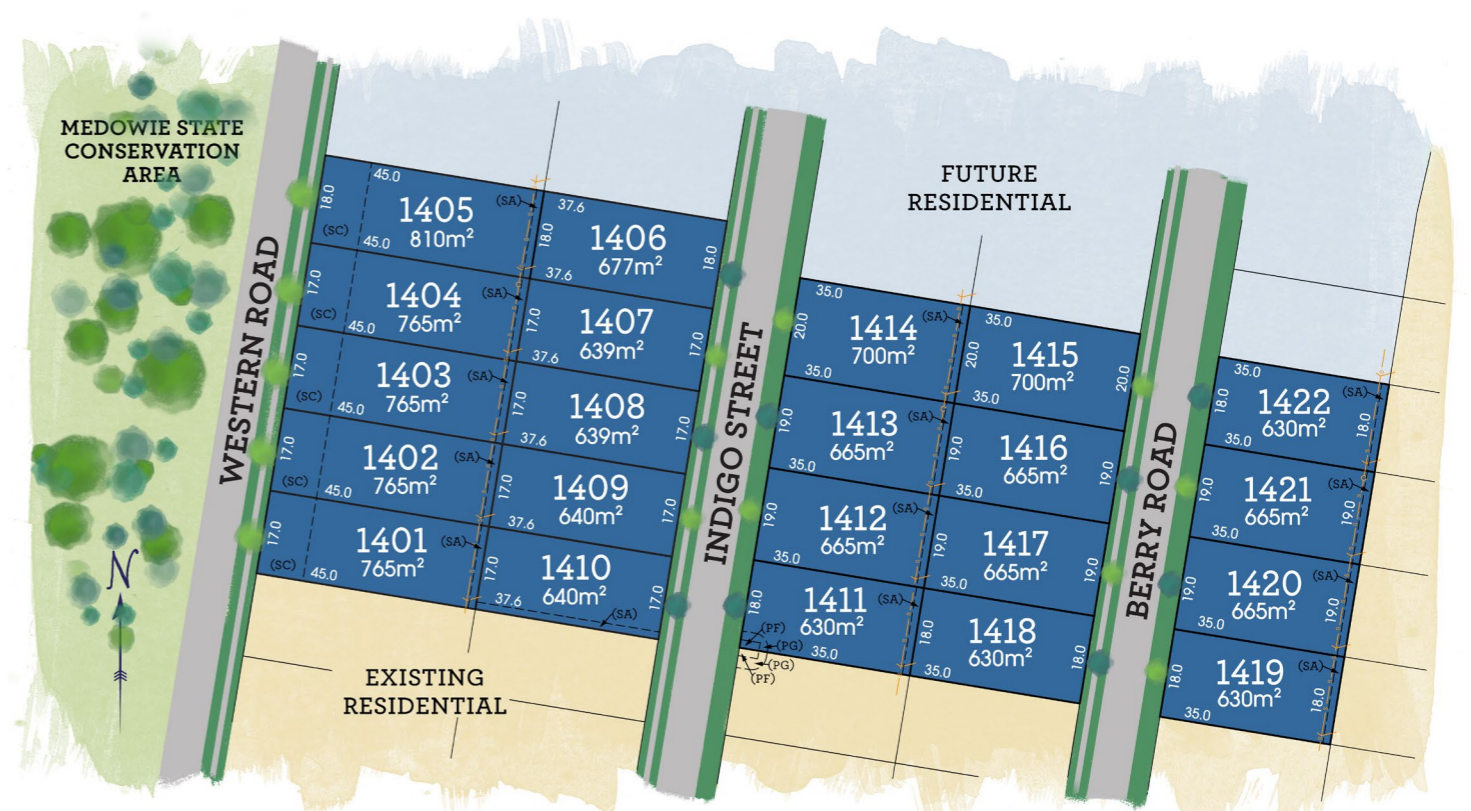 MEDOWIE STATE
CONSERVATION
AREA
WESTERN ROAD
N
FUTURE
RESIDENTIAL
INDIGO STREET
BERRY ROAD
EXISTING
RESIDENTIAL
45.0
18.0
1405
810m²
(SA)
(SC)
45.0
37.6
18.0
1406
677m²
18.0
37.6
17.0
1404
765m²
(SA)
(SC)
45.0
17.0
1407
639m²
17.0
37.6
17.0
1403
765m²
(SA)
(SC)
45.0
17.0
1408
639m²
17.0
37.6
17.0
1402
765m²
(SA)
(SC)
45.0
17.0
1409
640m²
17.0
37.6
17.0
1401
765m²
(SA)
(SC)
45.0
17.0
1410
640m²
17.0
37.6
(SA)
35.0
20.0
1414
700m²
(SA)
35.0
35.0
20.0
1415
700m²
20.0
35.0
19.0
1413
665m²
(SA)
35.0
19.0
1416
665m²
19.0
35.0
19.0
1412
665m²
(SA)
35.0
19.0
1417
665m²
19.0
35.0
18.0
1411
630m²
(SA)
35.0
18.0
1418
630m²
18.0
35.0
(PF)
(PG)
(PG)
(PF)
35.0
18.0
1422
630m²
(SA)
18.0
35.0
19.0
1421
665m²
(SA)
19.0
35.0
19.0
1420
665m²
(SA)
19.0
35.0
18.0
1419
630m²
(SA)
18.0
35.0